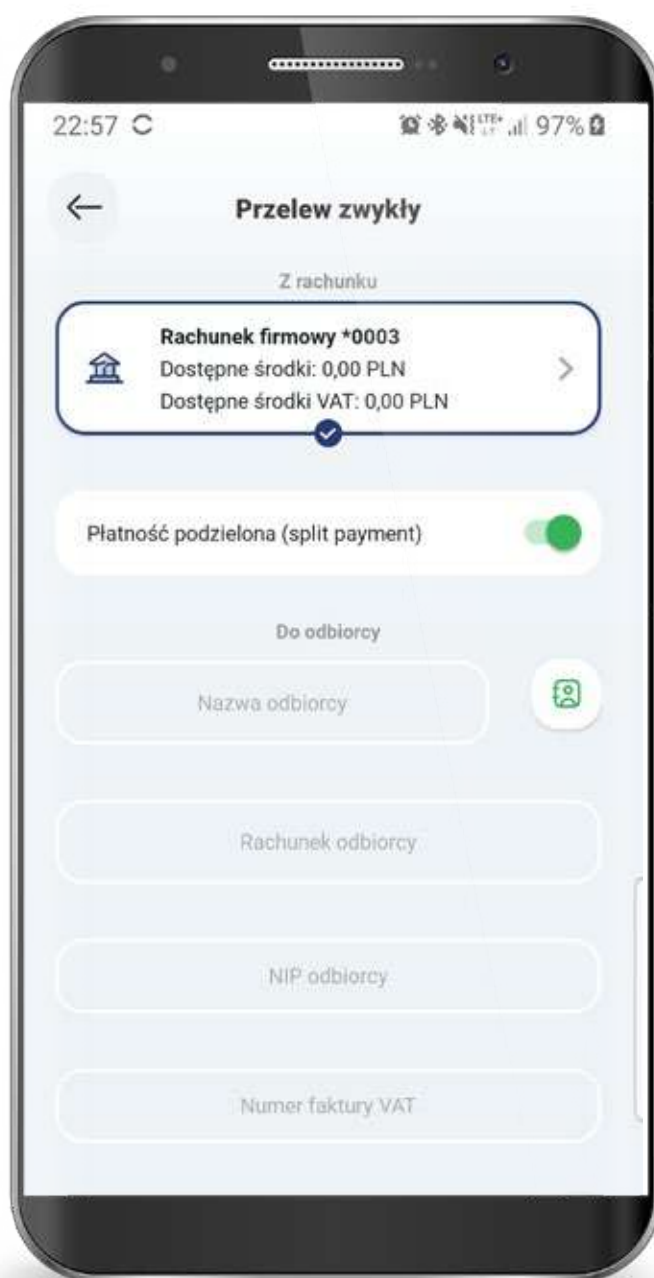 22:57
LTE+
97%
Przelew zwykły
Z rachunku
Rachunek firmowy *0003
Dostępne środki: 0,00 PLN
Dostępne środki VAT: 0,00 PLN
Płatność podzielona (split payment)
Do odbiorcy
Nazwa odbiorcy
Rachunek odbiorcy
NIP odbiorcy
Numer faktury VAT